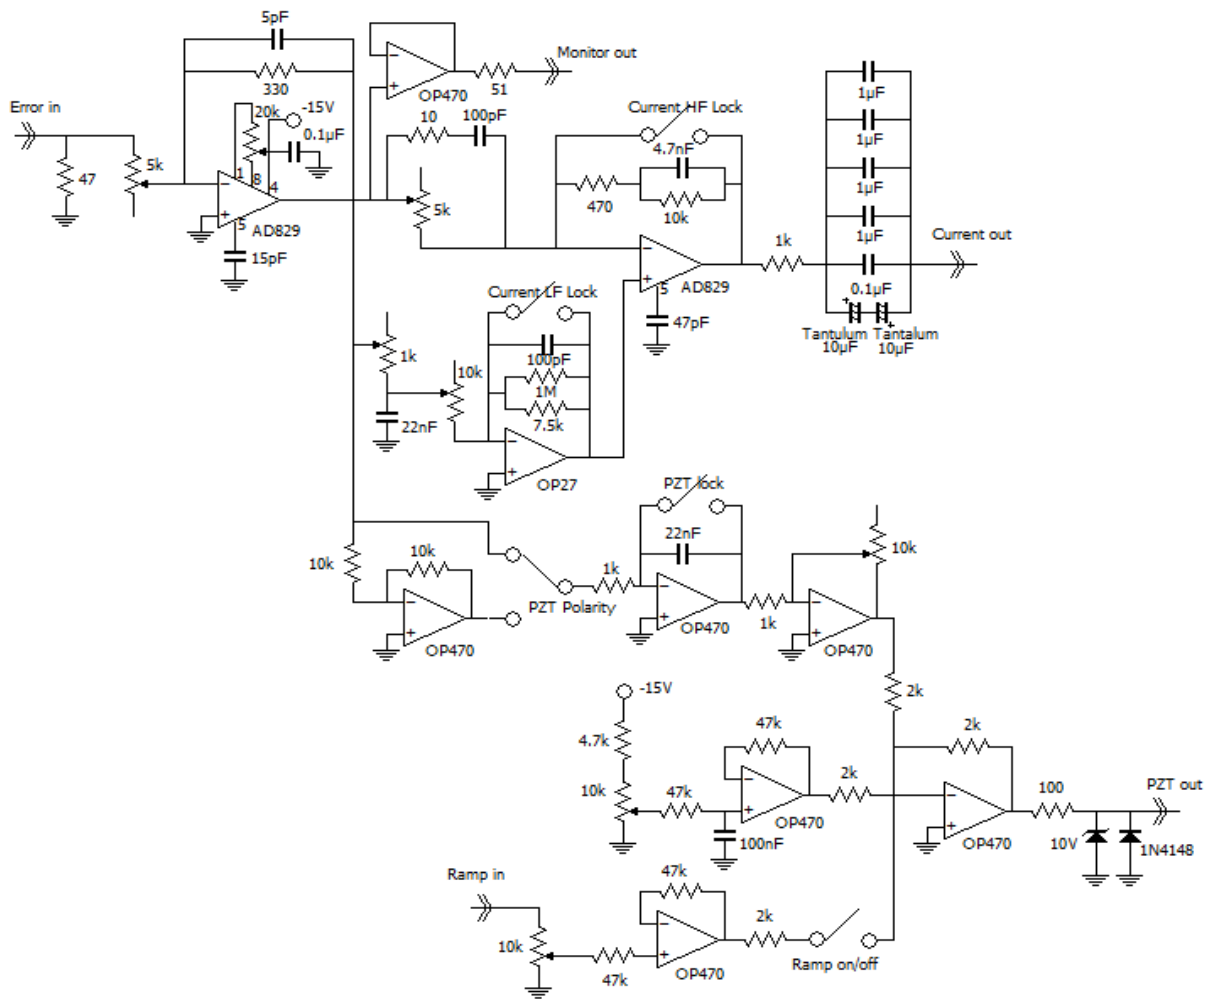 5pF
330
Error in
20k
-15V
0.1µF
5k
47
1
8
4
−
+
5
AD829
15pF
−
+
OP470
51
Monitor out
10
100pF
5k
Current HF Lock
4.7nF
470
10k
−
+
5
AD829
47pF
1k
1µF
1µF
1µF
1µF
0.1µF
+
+
Tantulum
10µF
Tantalum
10µF
Current out
Current LF Lock
1k
22nF
10k
100pF
1M
7.5k
−
+
OP27
10k
10k
−
+
OP470
PZT Polarity
PZT lock
22nF
1k
−
+
OP470
1k
10k
−
+
OP470
2k
-15V
4.7k
10k
47k
47k
−
+
100nF
OP470
2k
2k
−
+
OP470
100
PZT out
10V
1N4148
Ramp in
10k
47k
47k
−
+
OP470
2k
Ramp on/off